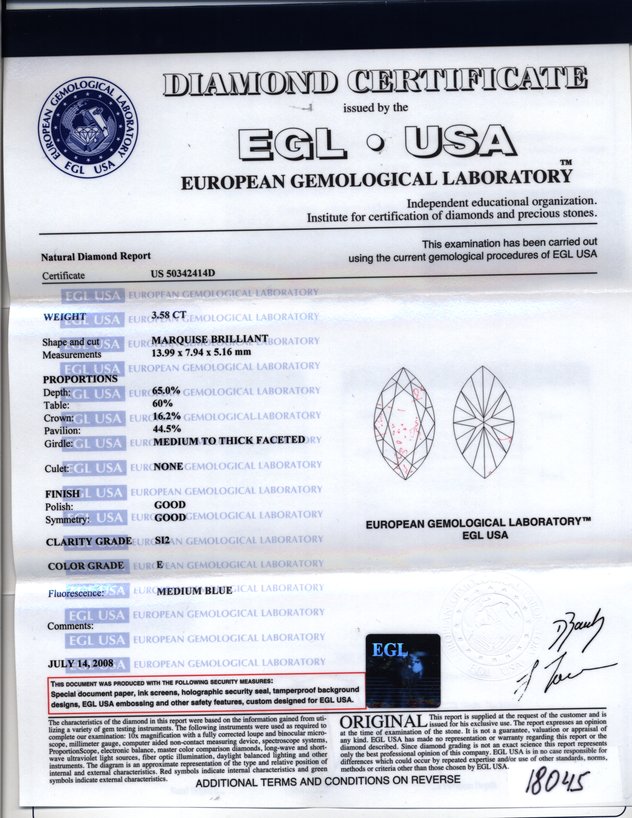 DIAMOND CERTIFICATE
issued by the
EGL • USA
EUROPEAN GEMOLOGICAL LABORATORY™
EUROPEAN GEMOLOGICAL LABORATORY
EGL USA
Independent educational organization.
Institute for certification of diamonds and precious stones.
Natural Diamond Report
This examination has been carried out
using the current gemological procedures of EGL USA
Certificate US 50342414D
WEIGHT 3.58 CT
Shape and cut MARQUISE BRILLIANT
Measurements 13.99 x 7.94 x 5.16 mm
PROPORTIONS
Depth: 65.0%
Table: 60%
Crown: 16.2%
Pavilion: 44.5%
Girdle: MEDIUM TO THICK FACETED
Culet: NONE
FINISH
Polish: GOOD
Symmetry: GOOD
CLARITY GRADE SI2
COLOR GRADE E
Fluorescence: MEDIUM BLUE
Comments:
JULY 14, 2008
EUROPEAN GEMOLOGICAL LABORATORY™
EGL USA
EGL
THIS DOCUMENT WAS PRODUCED WITH THE FOLLOWING SECURITY MEASURES:
Special document paper, ink screens, holographic security seal, tamperproof background
designs, EGL USA embossing and other safety features, custom designed for EGL USA.
The characteristics of the diamond in this report were based on the information gained from uti-
lizing a variety of gem testing instruments. The following instruments were used as required to
complete our examination: 10x magnification with a fully corrected loupe and binocular micro-
scope, millimeter gauge, computer aided non-contact measuring device, spectroscope systems,
ProportionScope, electronic balance, master color comparison diamonds, long-wave and short-
wave ultraviolet light sources, fiber optic illumination, daylight balanced lighting and other
instruments. The diagram is an approximate representation of the type and relative position of
internal and external characteristics. Red symbols indicate internal characteristics and green
symbols indicate external characteristics.
ORIGINAL This report is supplied at the request of the customer and is
issued for his exclusive use. The report expresses an opinion
at the time of examination of the stone. It is not a guarantee, valuation or appraisal of
any kind. EGL USA has made no representation or warranty regarding this report or the
diamond described. Since diamond grading is not an exact science this report represents
only the best professional opinion of this company. EGL USA is in no case responsible for
differences which could occur by repeated expertise and/or use of other standards, norms,
methods or criteria other than those chosen by EGL USA.
ADDITIONAL TERMS AND CONDITIONS ON REVERSE
18045